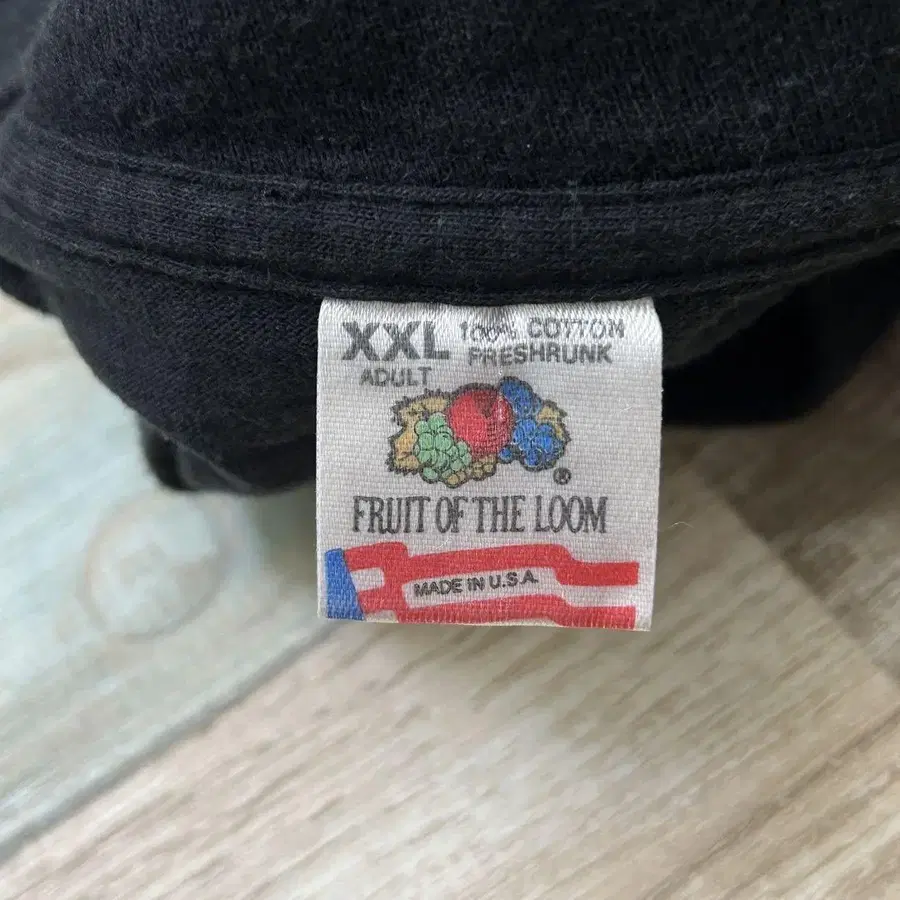 XXL 100% COTTON
ADULT PRESHRUNK
®
FRUIT OF THE LOOM
MADE IN U.S.A.